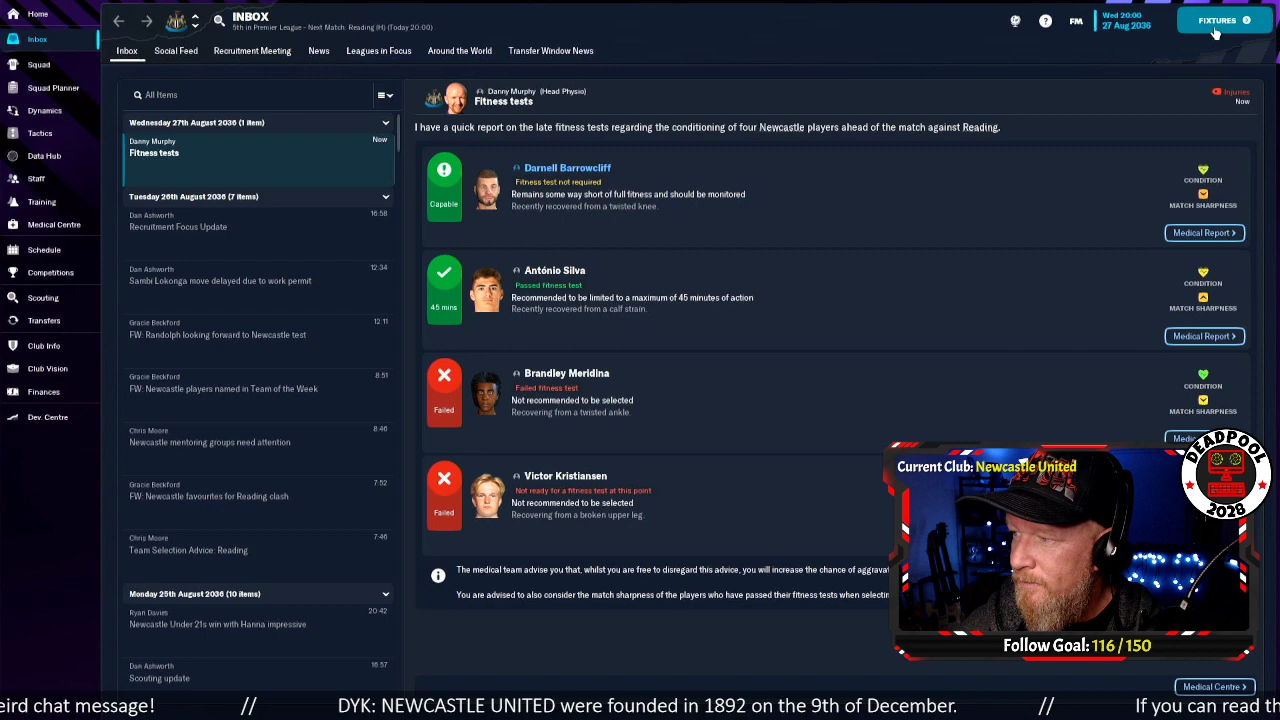 Home
Inbox
Squad
Squad Planner
Dynamics
Tactics
Data Hub
Staff
Training
Medical Centre
Schedule
Competitions
Scouting
Transfers
Club Info
Club Vision
Finances
Dev. Centre
INBOX
5th in Premier League - Next Match: Reading (H) (Today 20:00)
FM
Wed 20:00
27 Aug 2036
FIXTURES
Inbox
Social Feed
Recruitment Meeting
News
Leagues in Focus
Around the World
Transfer Window News
All Items
Wednesday 27th August 2036 (1 item)
Danny Murphy
Now
Fitness tests
Tuesday 26th August 2036 (7 items)
Dan Ashworth
16:58
Recruitment Focus Update
Dan Ashworth
12:34
Sambi Lokonga move delayed due to work permit
Gracie Beckford
12:11
FW: Randolph looking forward to Newcastle test
Gracie Beckford
8:51
FW: Newcastle players named in Team of the Week
Chris Moore
8:46
Newcastle mentoring groups need attention
Gracie Beckford
7:52
FW: Newcastle favourites for Reading clash
Chris Moore
7:46
Team Selection Advice: Reading
Monday 25th August 2036 (10 items)
Ryan Davies
20:42
Newcastle Under 21s win with Hanna impressive
Dan Ashworth
16:57
Scouting update
Danny Murphy (Head Physio)
Fitness tests
Injuries
Now
I have a quick report on the late fitness tests regarding the conditioning of four Newcastle players ahead of the match against Reading.
Capable
Darnell Barrowcliff
Fitness test not required
Remains some way short of full fitness and should be monitored
Recently recovered from a twisted knee.
CONDITION
MATCH SHARPNESS
Medical Report
45 mins
António Silva
Passed fitness test
Recommended to be limited to a maximum of 45 minutes of action
Recently recovered from a calf strain.
CONDITION
MATCH SHARPNESS
Medical Report
Failed
Brandley Meridina
Failed fitness test
Not recommended to be selected
Recovering from a twisted ankle.
CONDITION
MATCH SHARPNESS
Failed
Victor Kristiansen
Not ready for a fitness test at this point
Not recommended to be selected
Recovering from a broken upper leg.
The medical team advise you that, whilst you are free to disregard this advice, you will increase the chance of
You are advised to also consider the match sharpness of the players who have passed their fitness tests when
Medical Centre
Current Club: Newcastle United
DEADPOOL
2028
Follow Goal: 116 / 150
eird chat message! // DYK: NEWCASTLE UNITED were founded in 1892 on the 9th of December. // If you can read th